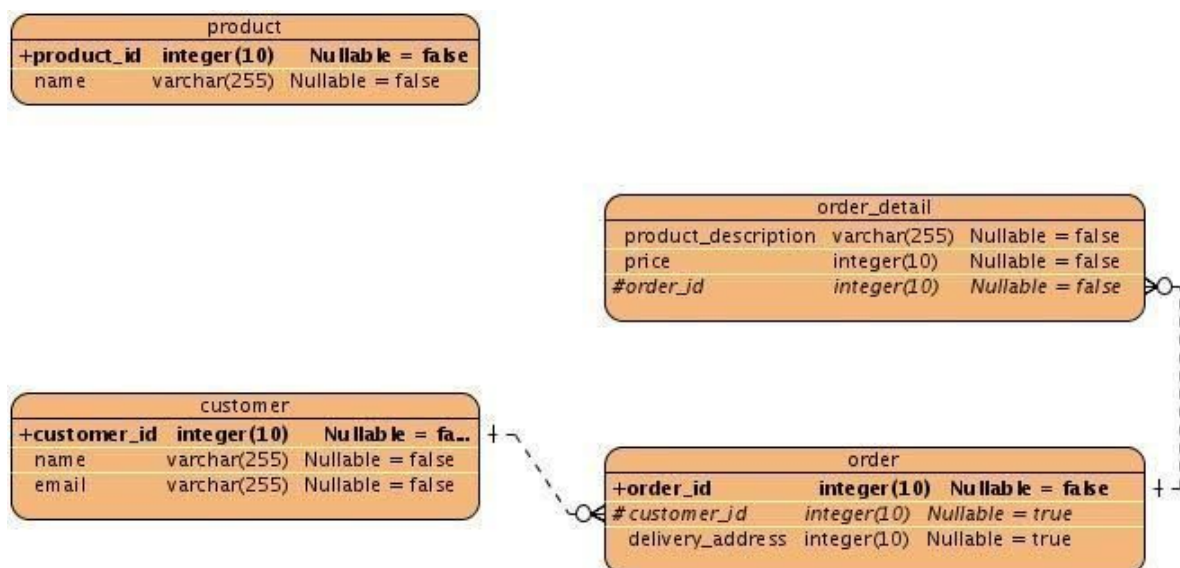 product
+product_id integer(10) Nullable = false
name varchar(255) Nullable = false
order_detail
product_description varchar(255) Nullable = false
price integer(10) Nullable = false
#order_id integer(10) Nullable = false
customer
+customer_id integer(10) Nullable = fa...
name varchar(255) Nullable = false
email varchar(255) Nullable = false
order
+order_id integer(10) Nullable = false
#customer_id integer(10) Nullable = true
delivery_address integer(10) Nullable = true